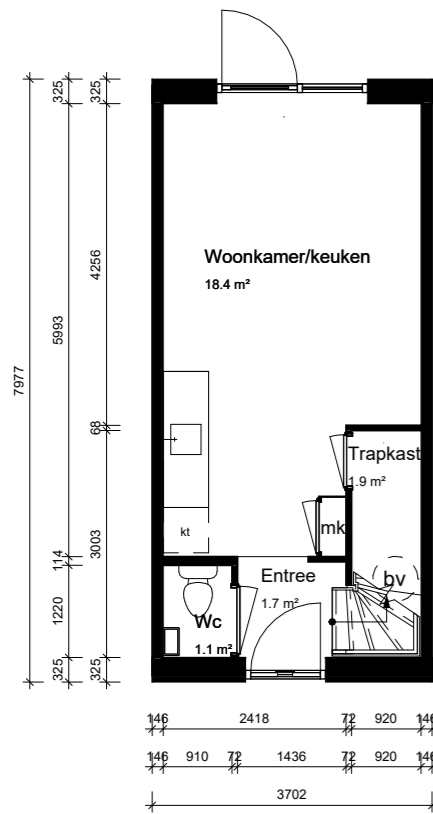 325
325
4256
5993
7977
Woonkamer/keuken
18.4 m²
68
Trapkast
1.9 m²
mk
kt
114
3003
Entree
1.7 m²
bv
1220
Wc
1.1 m²
325
325
146 2418 72 920 146
146 910 72 1436 72 920 146
3702